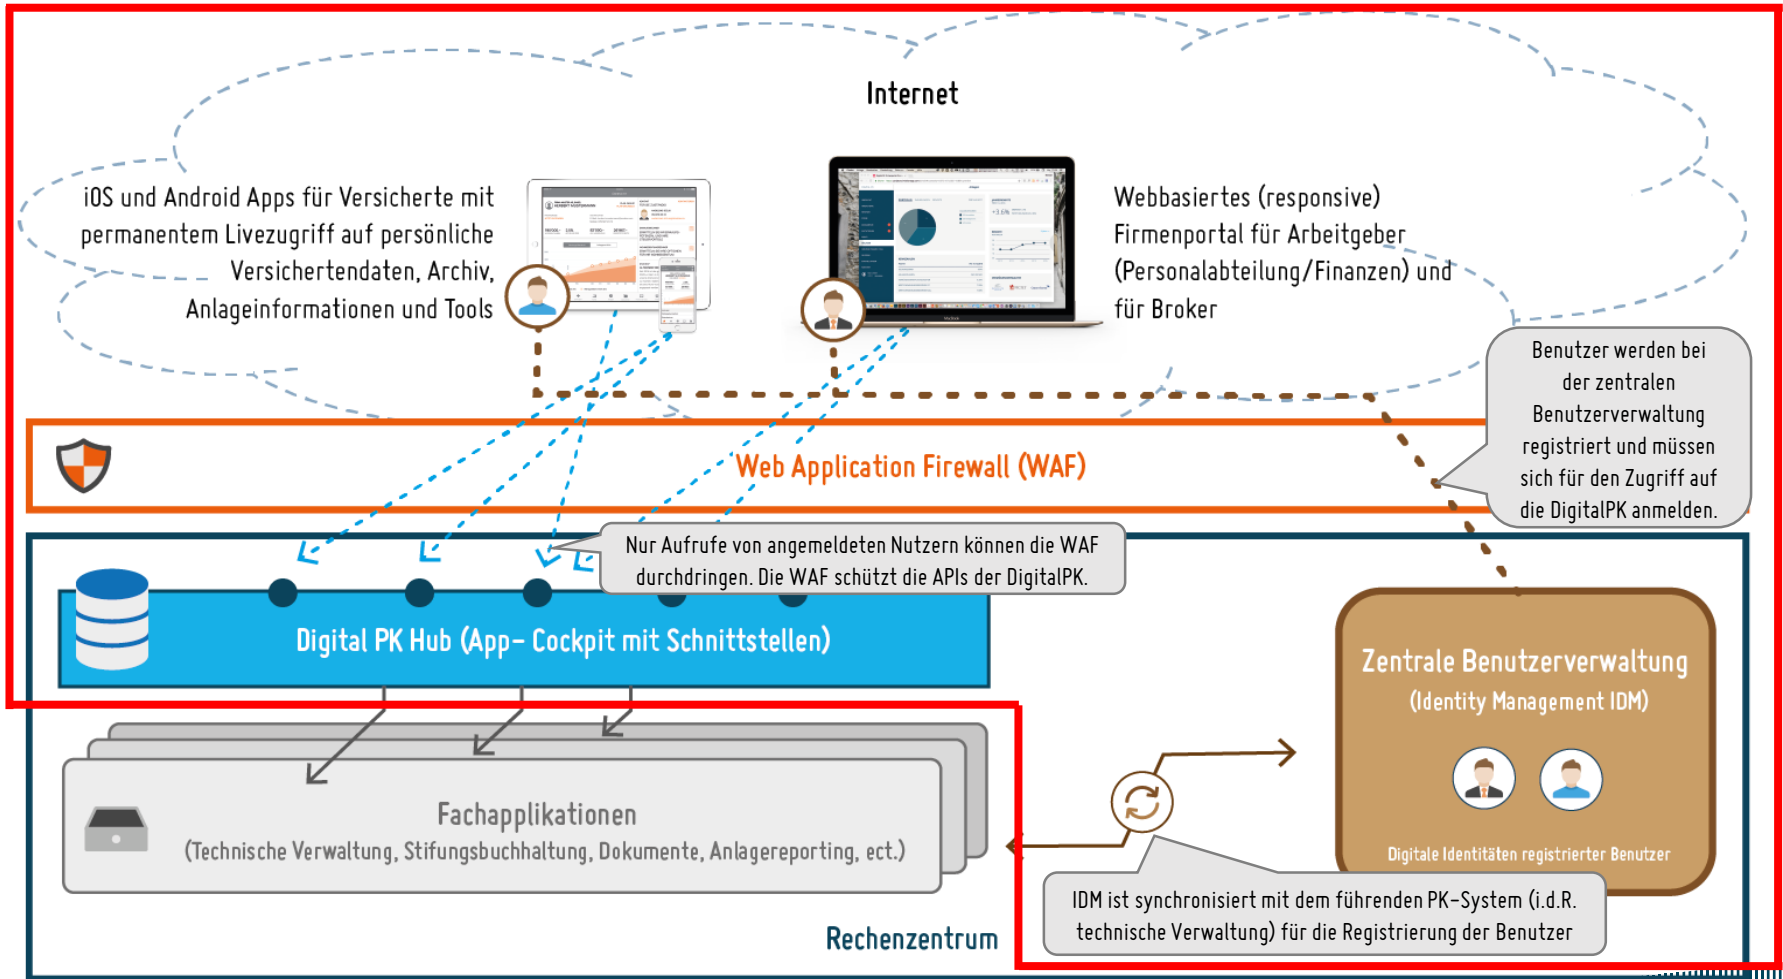 Internet
iOS und Android Apps für Versicherte mit
permanentem Livezugriff auf persönliche
Versichertendaten, Archiv,
Anlageinformationen und Tools
Webbasiertes (responsive)
Firmenportal für Arbeitgeber
(Personalabteilung/Finanzen) und
für Broker
Benutzer werden bei
der zentralen
Benutzerverwaltung
registriert und müssen
sich für den Zugriff auf
die DigitalPK anmelden.
Web Application Firewall (WAF)
Nur Aufrufe von angemeldeten Nutzern können die WAF
durchdringen. Die WAF schützt die APIs der DigitalPK.
Digital PK Hub (App- Cockpit mit Schnittstellen)
Zentrale Benutzerverwaltung
(Identity Management IDM)
Digitale Identitäten registrierter Benutzer
Fachapplikationen
(Technische Verwaltung, Stifungsbuchhaltung, Dokumente, Anlagereporting, ect.)
IDM ist synchronisiert mit dem führenden PK-System (i.d.R.
technische Verwaltung) für die Registrierung der Benutzer
Rechenzentrum